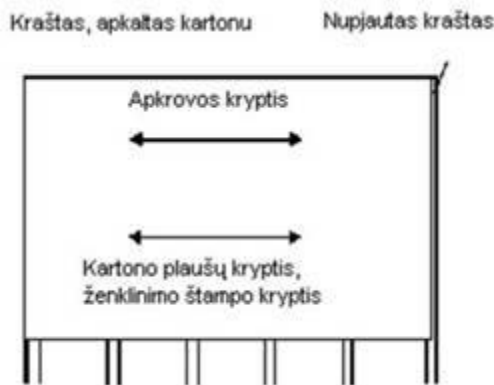 Kraštas, apkaltas kartonu
Nupjautas kraštas
Apkrovos kryptis
Kartono plaušų kryptis,
ženklinimo štampo kryptis